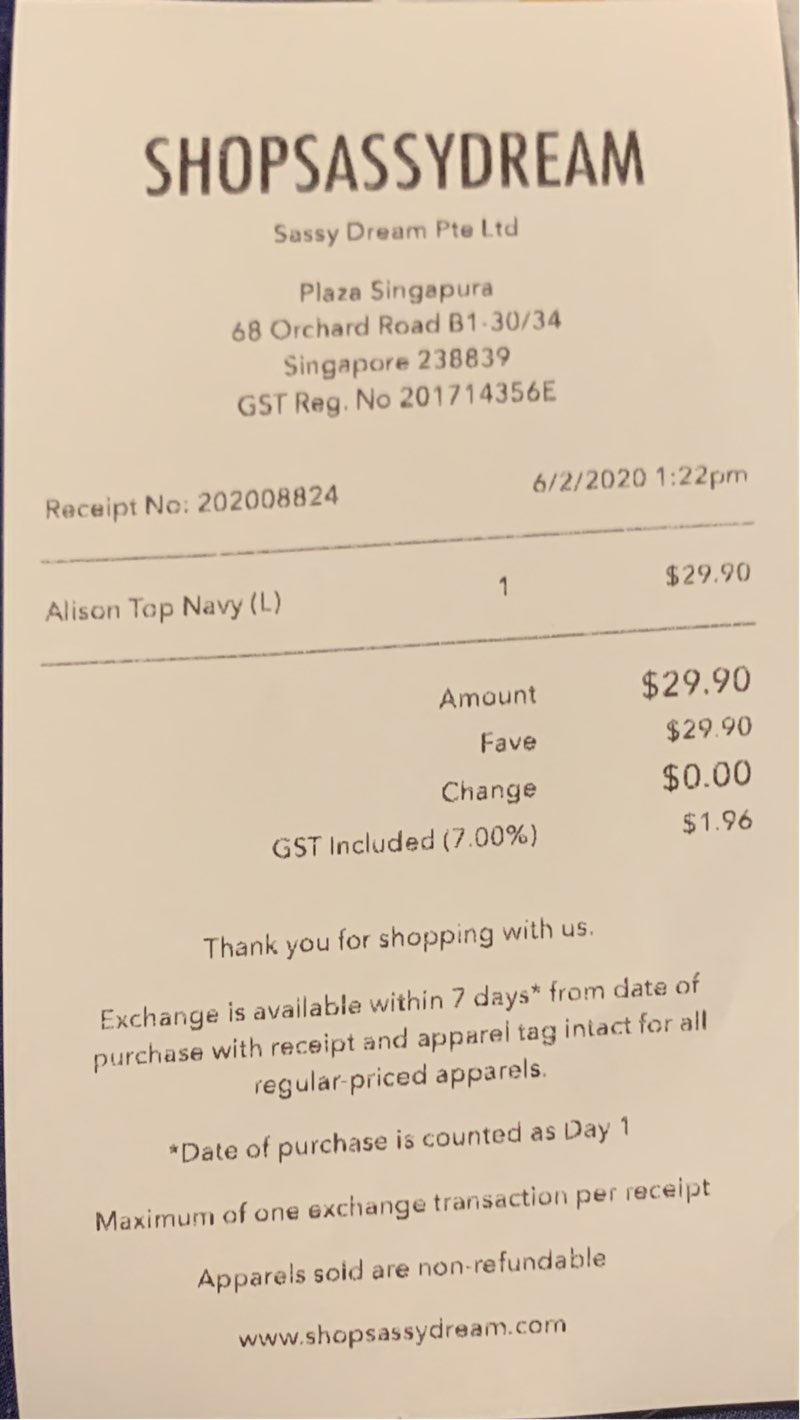 SHOPSASSYDREAM
Sassy Dream Pte Ltd
Plaza Singapura
68 Orchard Road B1-30/34
Singapore 238839
GST Reg. No 201714356E
Receipt No: 202008824 6/2/2020 1:22pm
Alison Top Navy (L) 1 $29.90
Amount $29.90
Fave $29.90
Change $0.00
GST Included (7.00%) $1.96
Thank you for shopping with us.
Exchange is available within 7 days* from date of
purchase with receipt and apparel tag intact for all
regular-priced apparels.
*Date of purchase is counted as Day 1
Maximum of one exchange transaction per receipt
Apparels sold are non-refundable
www.shopsassydream.com